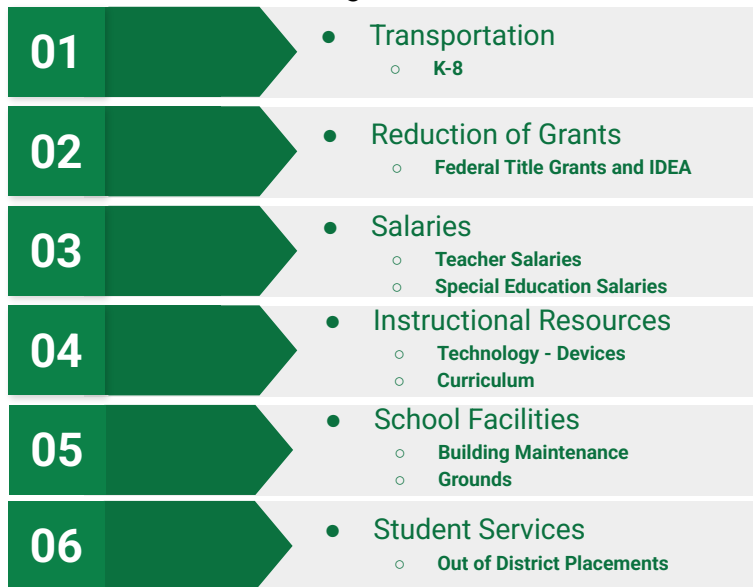 01
● Transportation
○ K-8
02
● Reduction of Grants
○ Federal Title Grants and IDEA
03
● Salaries
○ Teacher Salaries
○ Special Education Salaries
04
● Instructional Resources
○ Technology - Devices
○ Curriculum
05
● School Facilities
○ Building Maintenance
○ Grounds
06
● Student Services
○ Out of District Placements